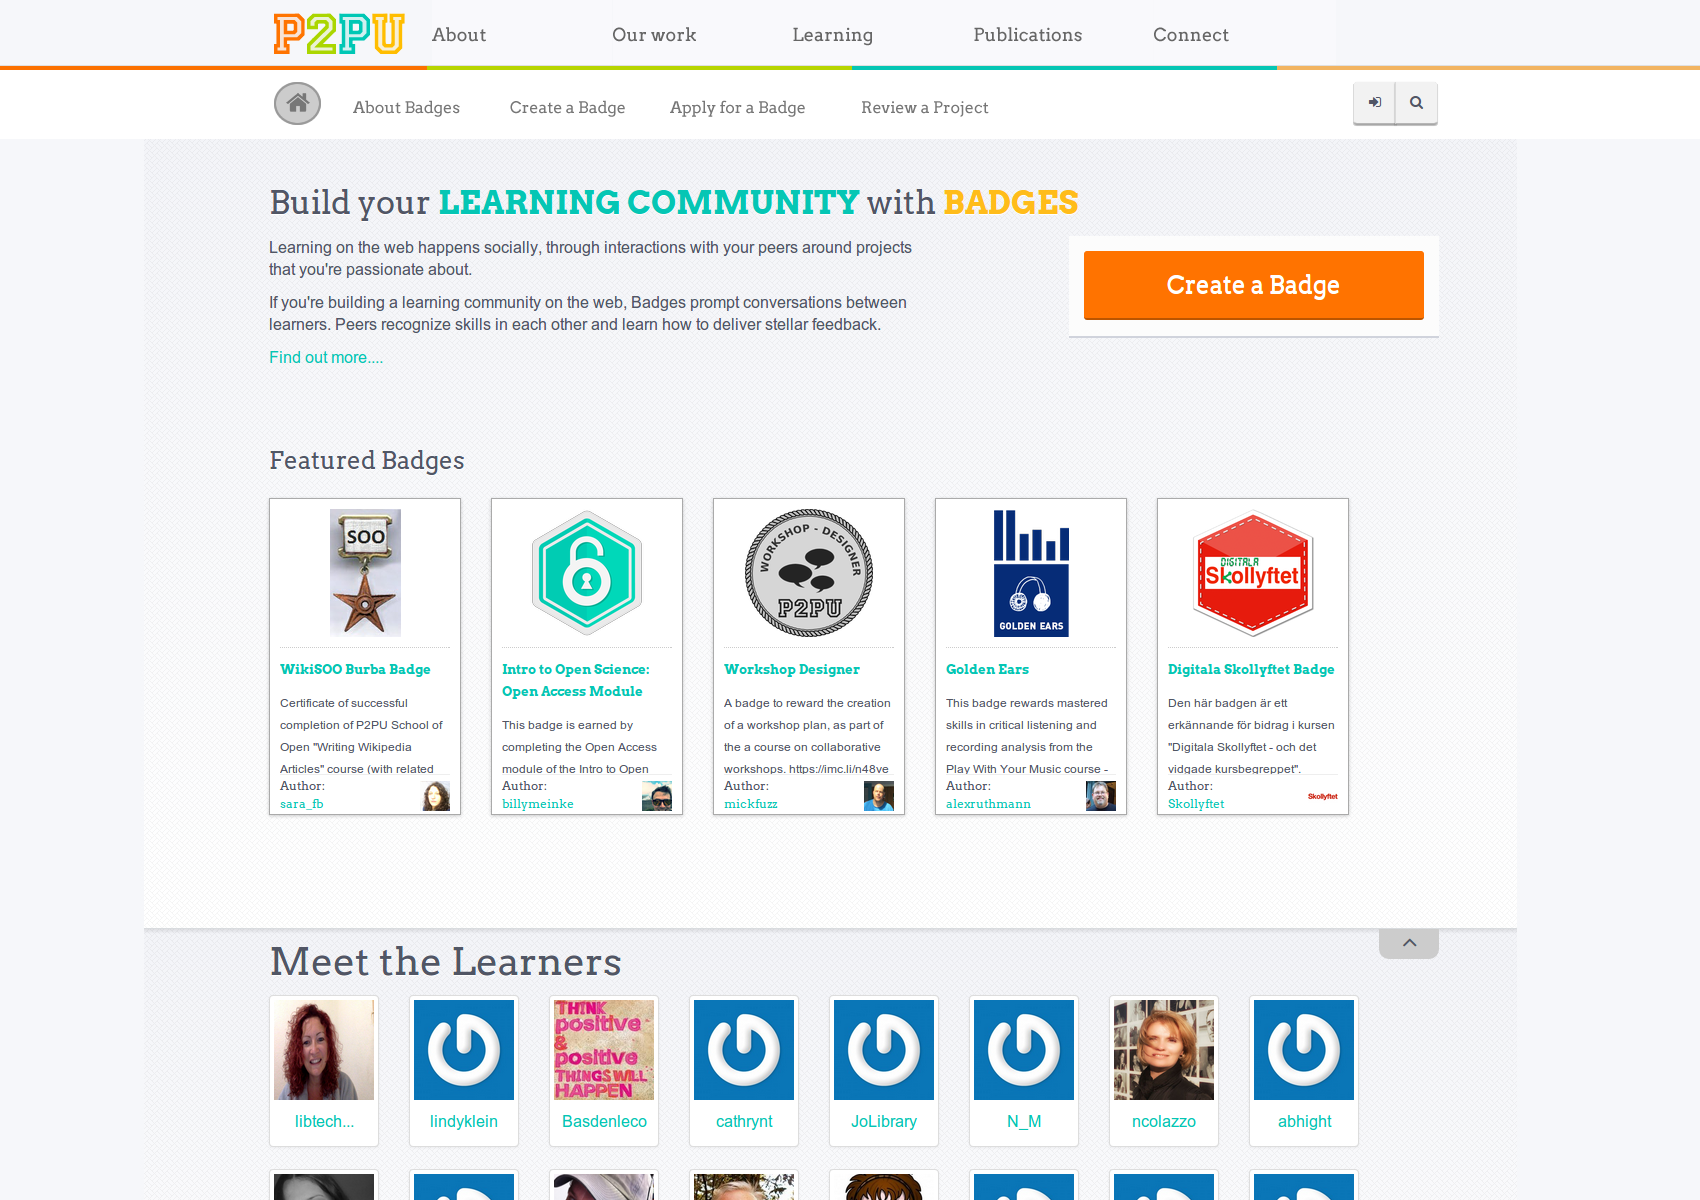 P2PU
About
Our work
Learning
Publications
Connect
About Badges
Create a Badge
Apply for a Badge
Review a Project
Build your LEARNING COMMUNITY with BADGES
Learning on the web happens socially, through interactions with your peers around projects
that you're passionate about.
If you're building a learning community on the web, Badges prompt conversations between
learners. Peers recognize skills in each other and learn how to deliver stellar feedback.
Find out more....
Create a Badge
Featured Badges
SOO
WikiSOO Burba Badge
Certificate of successful
completion of P2PU School of
Open "Writing Wikipedia
Articles" course (with related
Author:
sara_fb
Intro to Open Science:
Open Access Module
This badge is earned by
completing the Open Access
module of the Intro to Open
Author:
billymeinke
WORKSHOP - DESIGNER
P2PU
Workshop Designer
A badge to reward the creation
of a workshop plan, as part of
the a course on collaborative
workshops. https://jmc.li/n48ve
Author:
mickfuzz
GOLDEN EARS
Golden Ears
This badge rewards mastered
skills in critical listening and
recording analysis from the
Play With Your Music course -
Author:
alexruthmann
DIGITALA
Skollyftet
Digitala Skollyftet Badge
Den här badgen är ett
erkännande för bidrag i kursen
"Digitala Skollyftet - och det
vidgade kursbegreppet".
Author:
Skollyftet
Skollyftet
Meet the Learners
THINK
positive
&
positive
THINGS WILL
HAPPEN
libtech...
lindyklein
Basdenleco
cathrynt
JoLibrary
N_M
ncolazzo
abhight